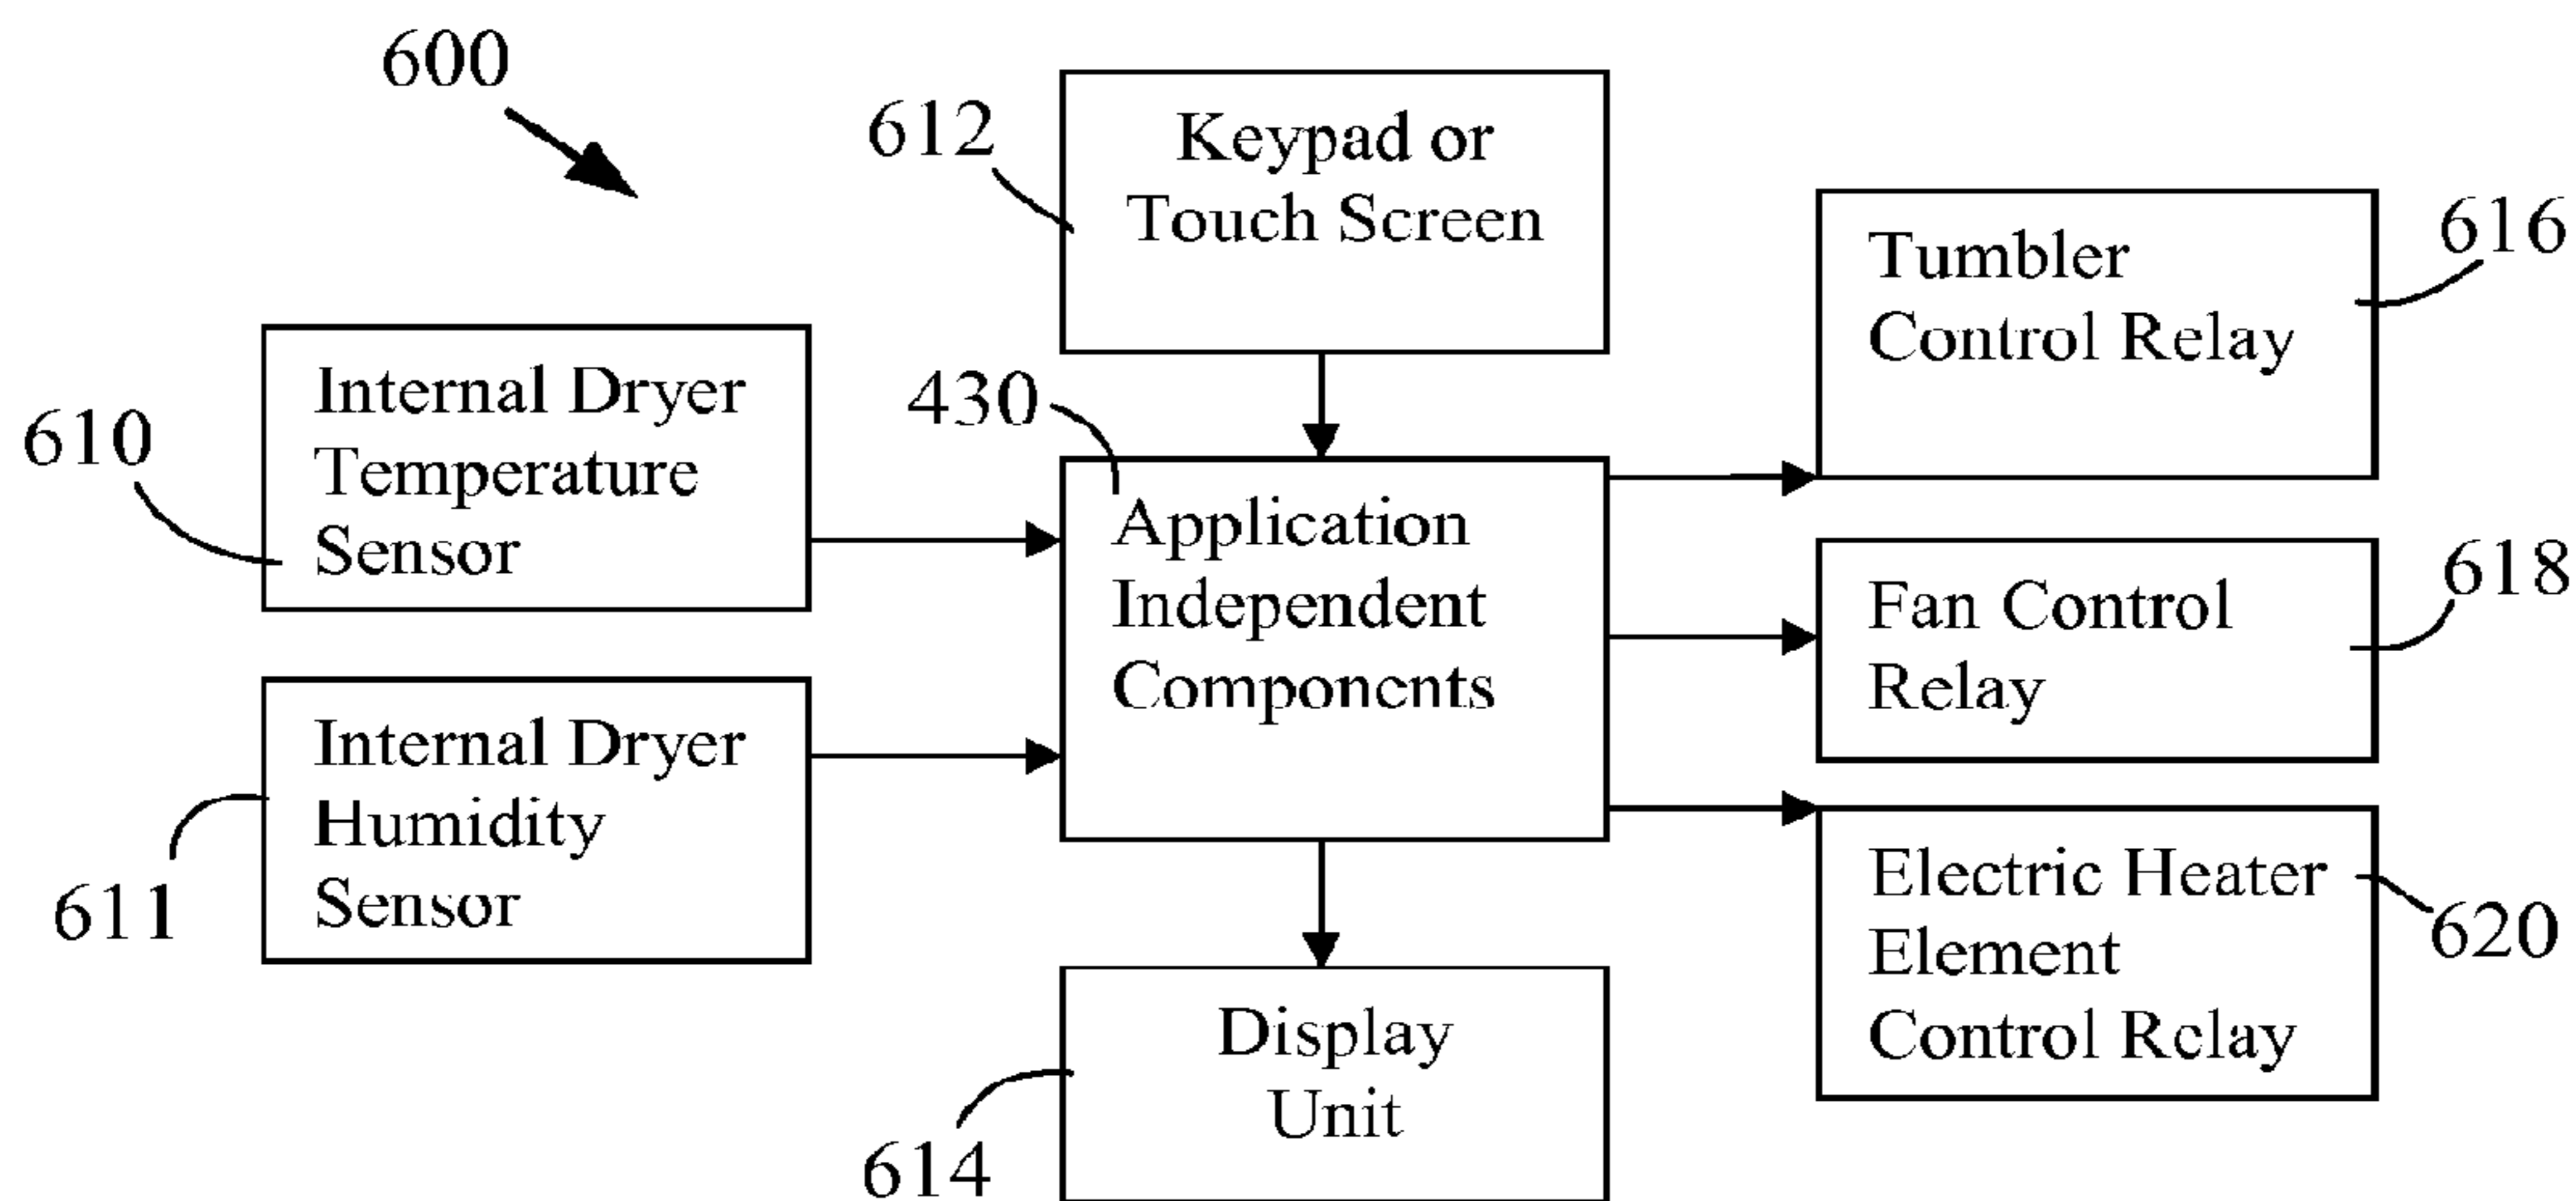 600
612
Keypad or
Touch Screen
616
Tumbler
Control Relay
430
610
Internal Dryer
Temperature
Sensor
Application
Independent
Components
618
Fan Control
Relay
611
Internal Dryer
Humidity
Sensor
620
Electric Heater
Element
Control Relay
614
Display
Unit